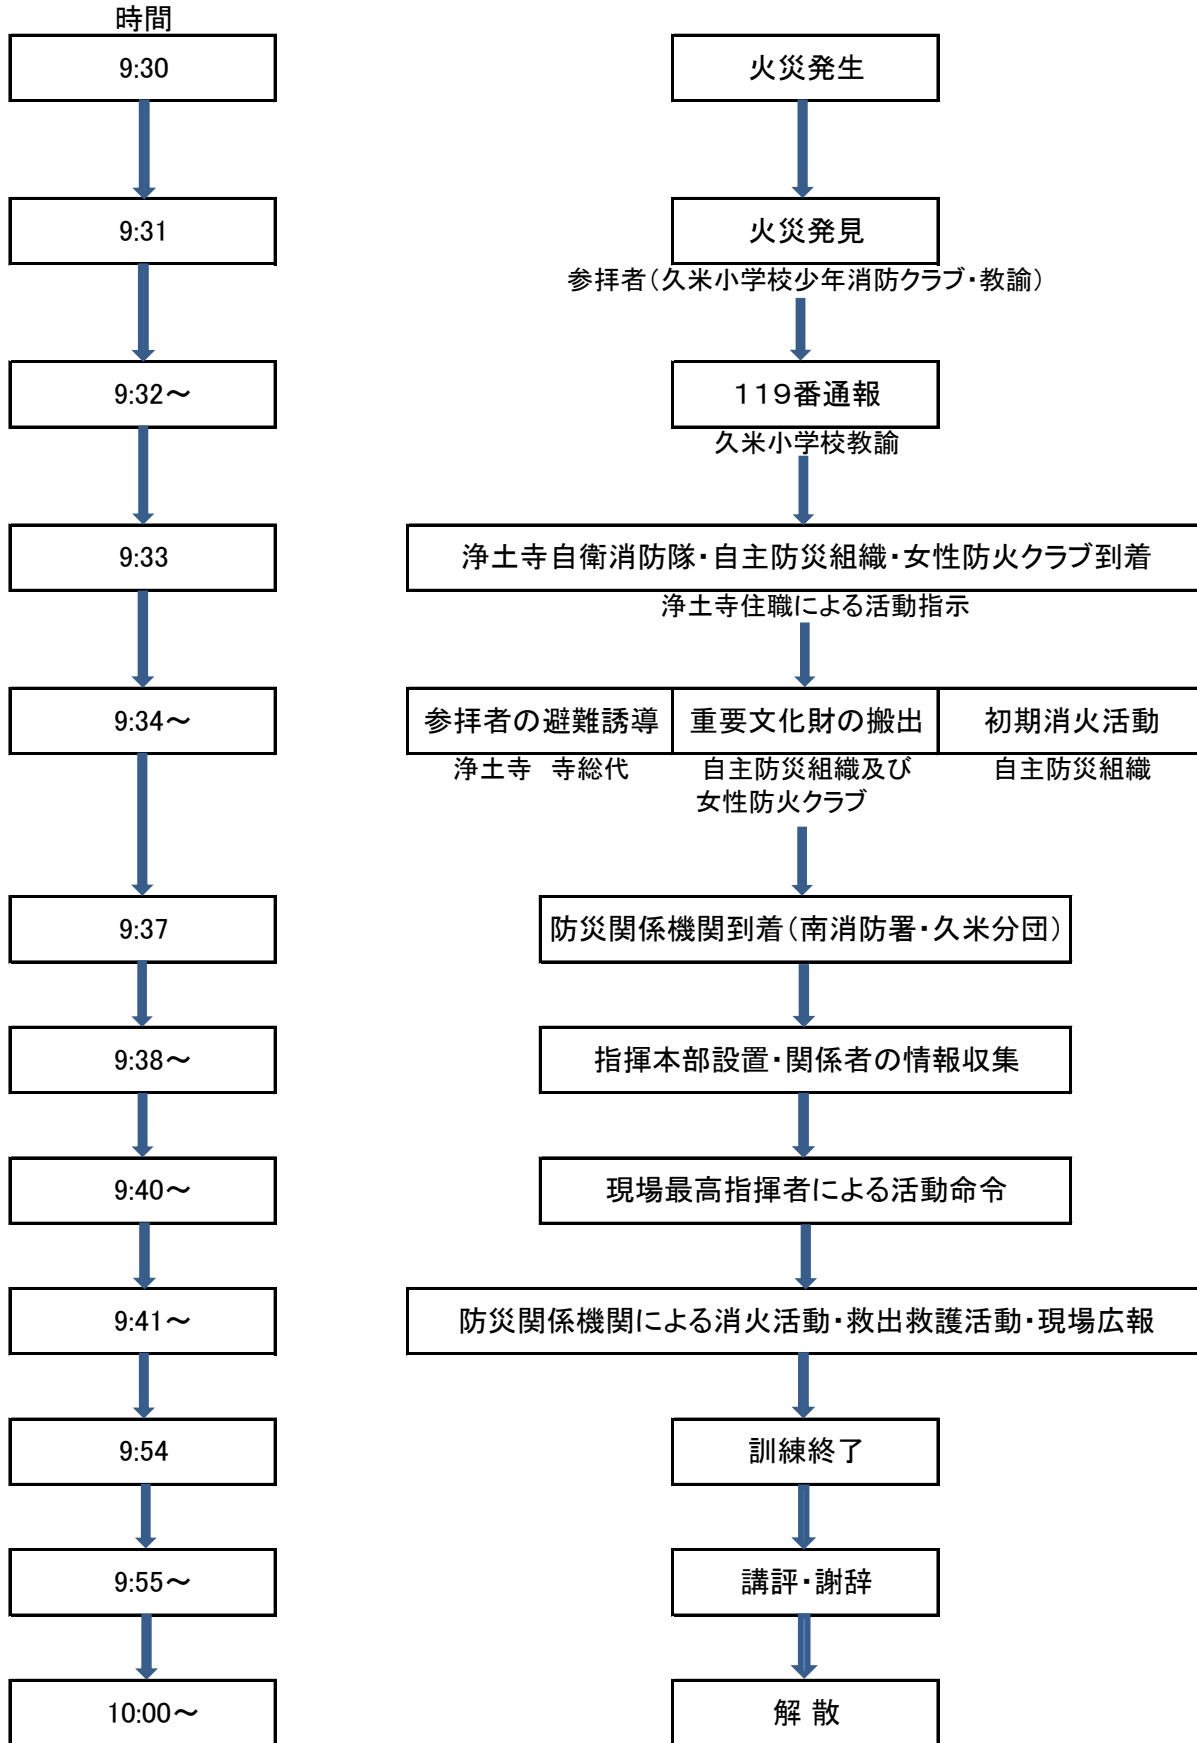 時間
9:30
火災発生
9:31
火災発見
参拝者(久米小学校少年消防クラブ・教諭)
9:32～
119番通報
久米小学校教諭
9:33
浄土寺自衛消防隊・自主防災組織・女性防火クラブ到着
浄土寺住職による活動指示
9:34～
参拝者の避難誘導
重要文化財の搬出
初期消火活動
浄土寺　寺総代
自主防災組織及び
女性防火クラブ
自主防災組織
9:37
防災関係機関到着(南消防署・久米分団)
9:38～
指揮本部設置・関係者の情報収集
9:40～
現場最高指揮者による活動命令
9:41～
防災関係機関による消火活動・救出救護活動・現場広報
9:54
訓練終了
9:55～
講評・謝辞
10:00～
解 散